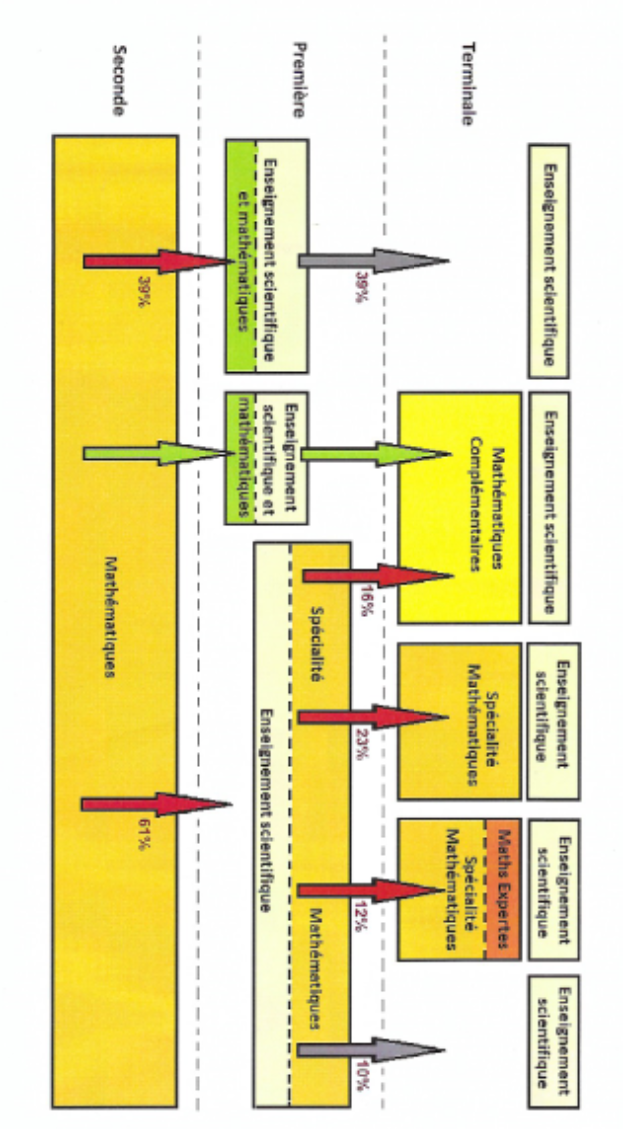 Terminale
Première
Seconde
Enseignement scientifique
Enseignement scientifique
Enseignement
scientifique
Enseignement
scientifique
Enseignement
scientifique
Mathématiques
Complémentaires
Spécialité
Mathématiques
Maths Expertes
Spécialité
Mathématiques
39%
16%
23%
12%
10%
Enseignement scientifique
et mathématiques
Enseignement
scientifique et
mathématiques
Spécialité
Mathématiques
Enseignement scientifique
39%
61%
Mathématiques